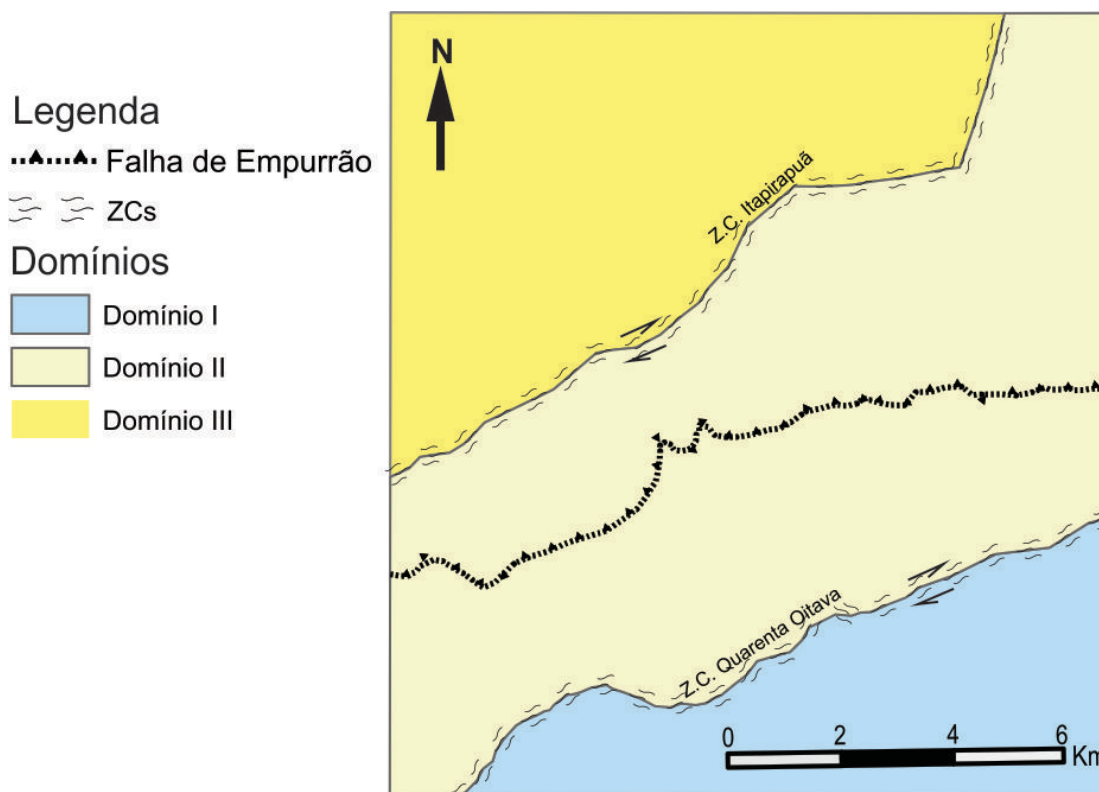 Legenda
Falha de Empurrão
ZCs
Domínios
Domínio I
Domínio II
Domínio III
N
Z.C. Itapirapuã
Z.C. Quarenta Oitava
0 2 4 6
Km